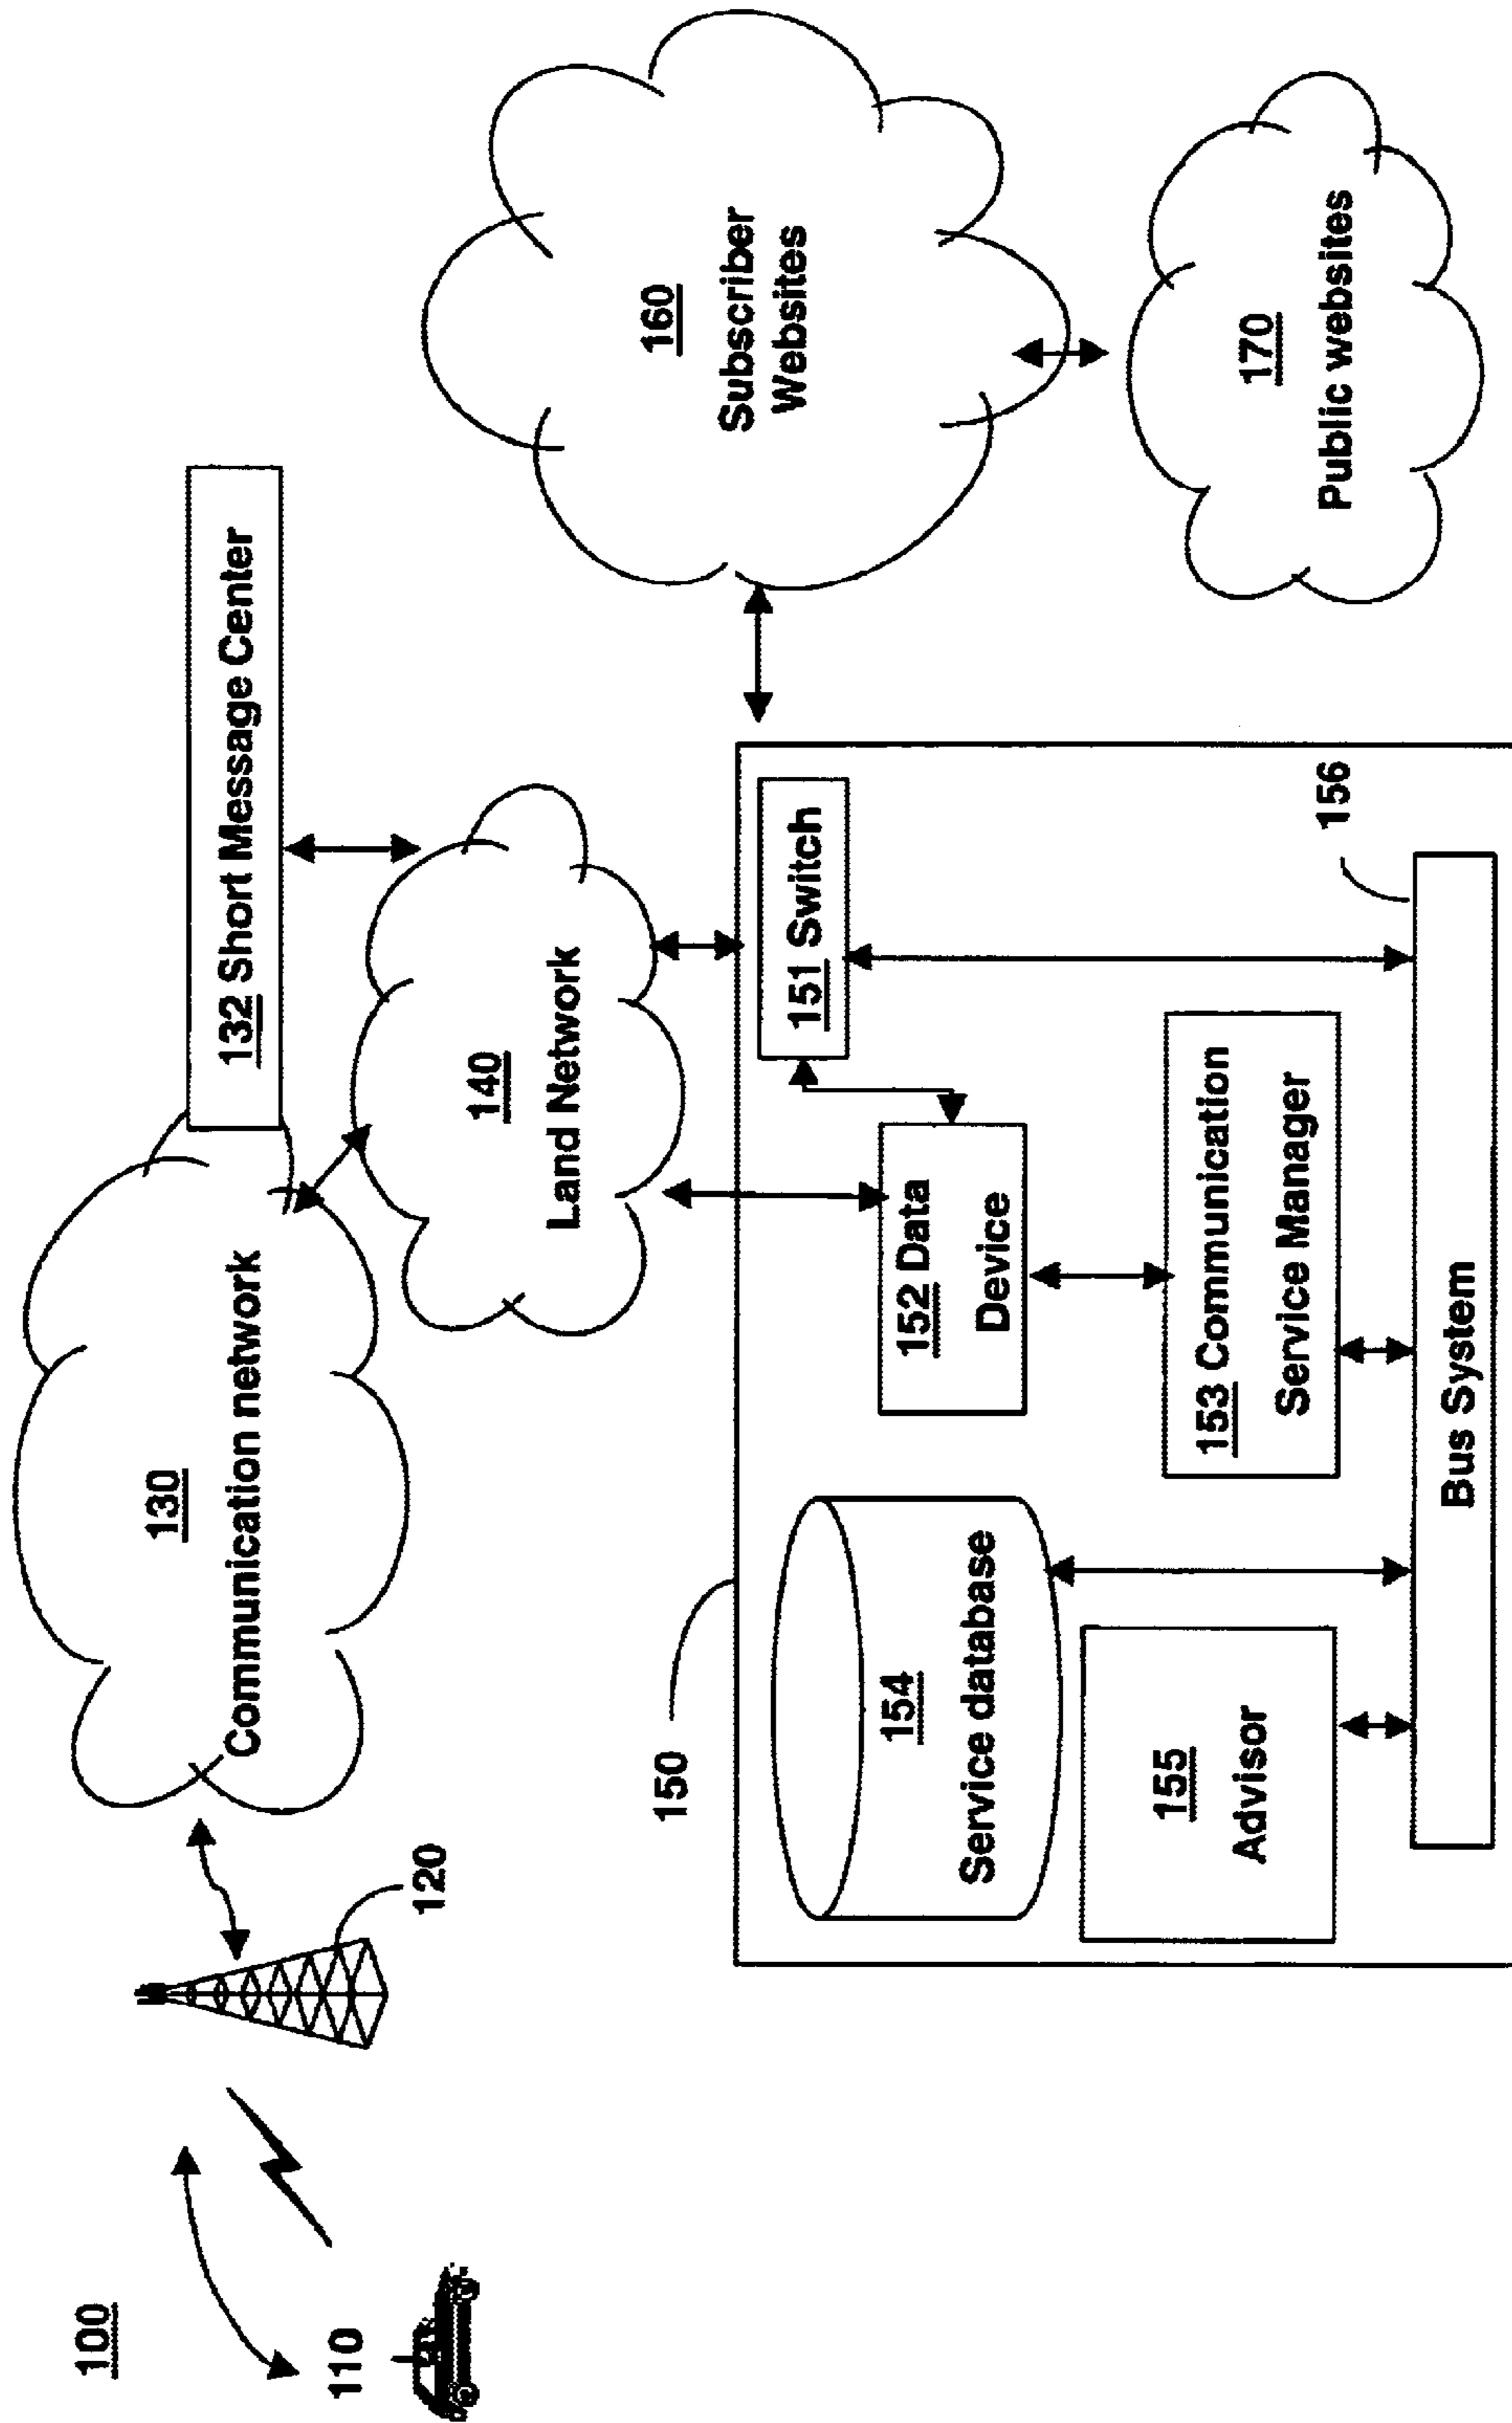 100
110
120
130
Communication network
132 Short Message Center
140
Land Network
150
151 Switch
152 Data
Device
153 Communication
Service Manager
154
Service database
155
Advisor
156
Bus System
160
Subscriber
Websites
170
Public websites